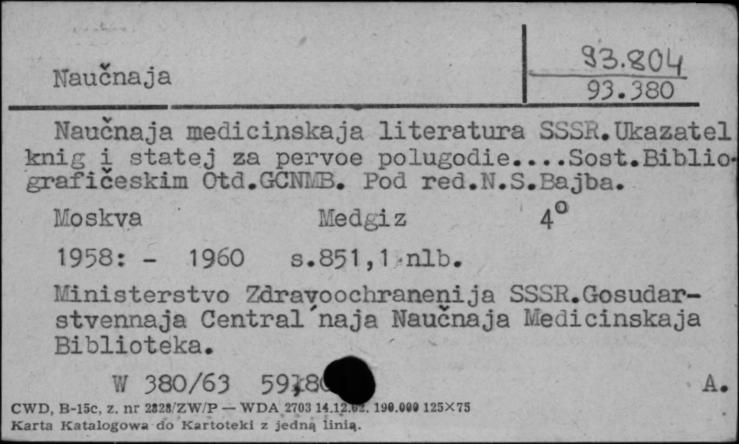 93.804
Naučnaja
93.380
Naučnaja medicinskaja literatura SSSR.Ukazatel
knig i statej za pervoe polugodie....Sost.Biblio-
grafičeskim Otd.GCNMB. Pod red.N.S.Bajba.
Moskva Medgiz 4°
1958: - 1960 s.851,1 nlb.
Ministerstvo Zdravoochranenija SSSR.Gosudar-
stvennaja Central´naja Naučnaja Medicinskaja
Biblioteka.
W 380/63 A.
CWD, B-15c, z. nr 2828/ZW/P — WDA 2703 14.12.62. 190.000 125×75
Karta Katalogowa do Kartoteki z jedną linią.